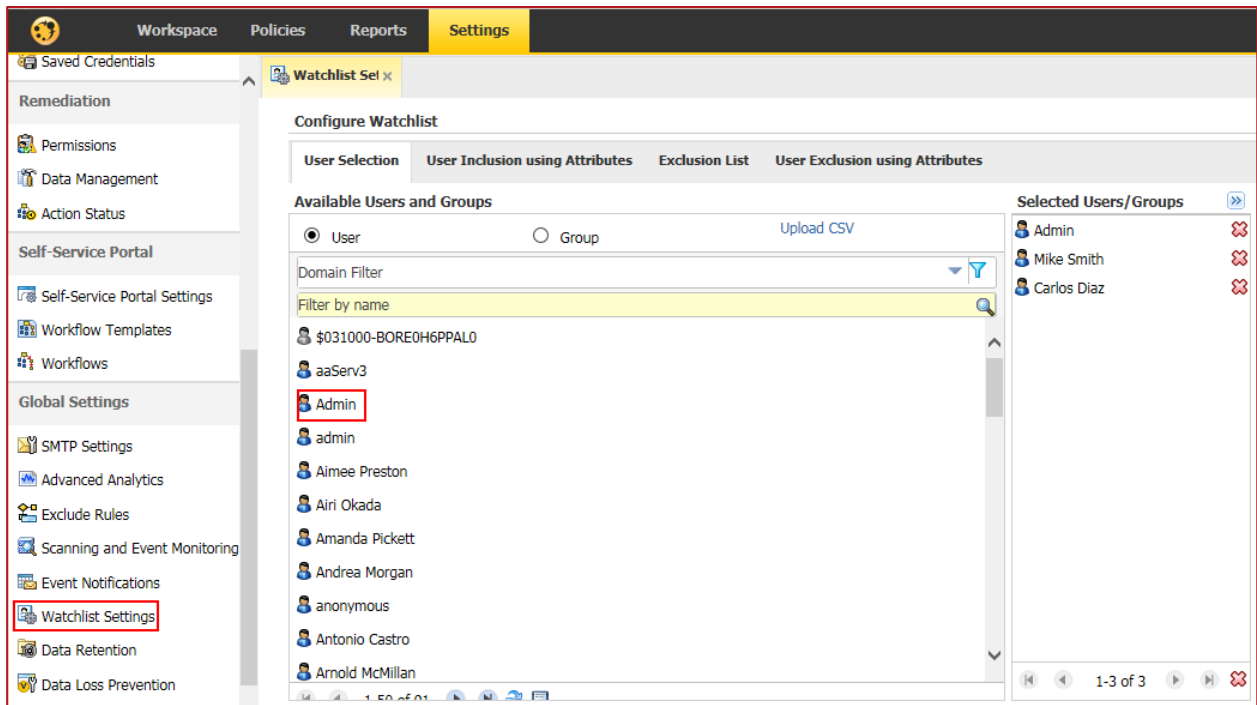 Workspace Policies Reports Settings
Saved Credentials
Remediation
Permissions
Data Management
Action Status
Self-Service Portal
Self-Service Portal Settings
Workflow Templates
Workflows
Global Settings
SMTP Settings
Advanced Analytics
Exclude Rules
Scanning and Event Monitoring
Event Notifications
Watchlist Settings
Data Retention
Data Loss Prevention
Watchlist Set
Configure Watchlist
User Selection User Inclusion using Attributes Exclusion List User Exclusion using Attributes
Available Users and Groups
User Group Upload CSV
Domain Filter
Filter by name
$031000-BORE0H6PPAL0
aaServ3
Admin
admin
Aimee Preston
Airi Okada
Amanda Pickett
Andrea Morgan
anonymous
Antonio Castro
Arnold McMillan
1-50 of 91
Selected Users/Groups
Admin
Mike Smith
Carlos Diaz
1-3 of 3